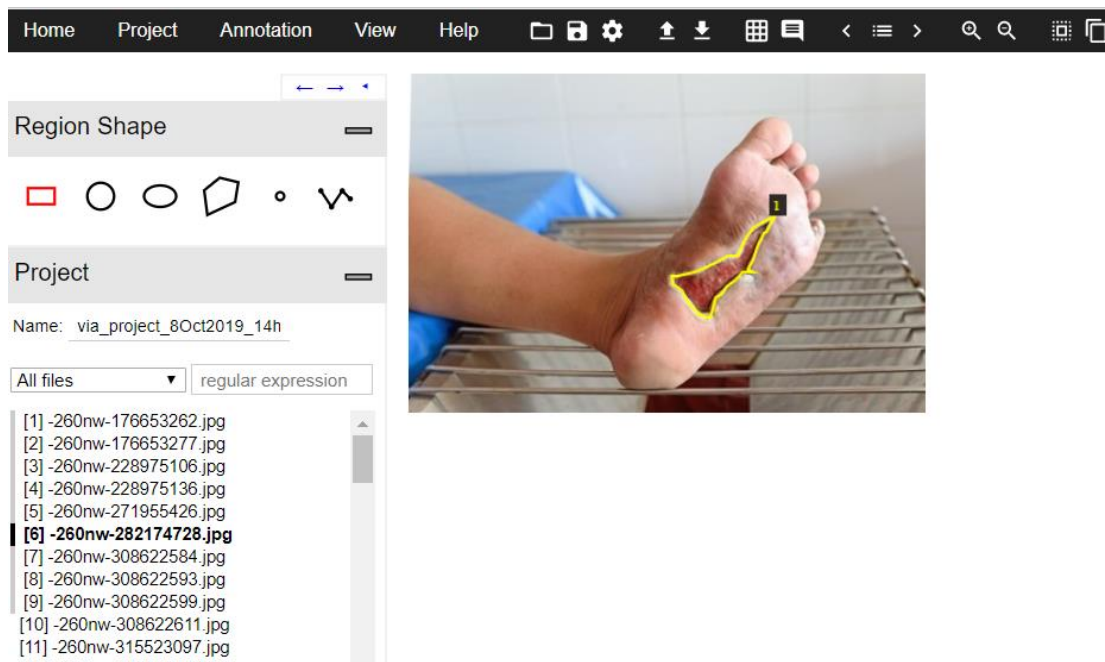 Home Project Annotation View Help
Region Shape
Project
Name: via_project_8Oct2019_14h
All files regular expression
[1] -260nw-176653262.jpg
[2] -260nw-176653277.jpg
[3] -260nw-228975106.jpg
[4] -260nw-228975136.jpg
[5] -260nw-271955426.jpg
[6] -260nw-282174728.jpg
[7] -260nw-308622584.jpg
[8] -260nw-308622593.jpg
[9] -260nw-308622599.jpg
[10] -260nw-308622611.jpg
[11] -260nw-315523097.jpg
1